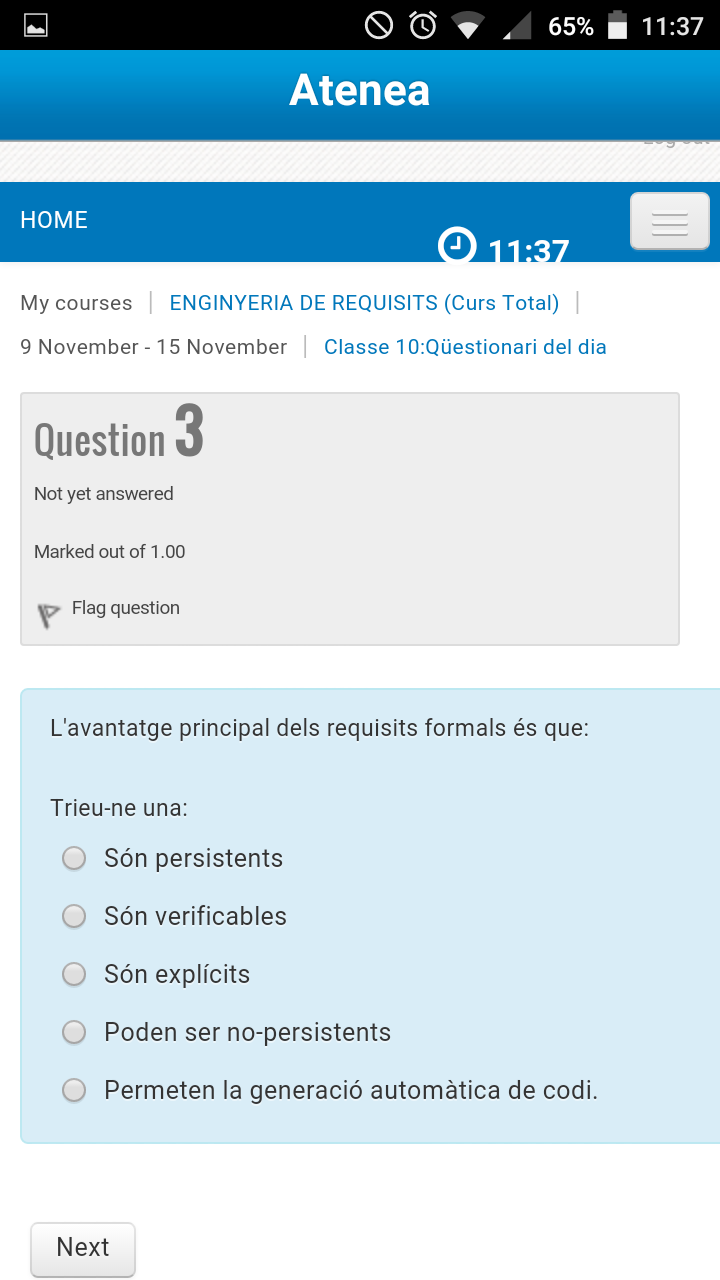 65% 11:37
Atenea
HOME
11:37
My courses | ENGINYERIA DE REQUISITS (Curs Total) |
9 November - 15 November | Classe 10:Qüestionari del dia
Question 3
Not yet answered
Marked out of 1.00
Flag question
L'avantatge principal dels requisits formals és que:
Trieu-ne una:
Són persistents
Són verificables
Són explícits
Poden ser no-persistents
Permeten la generació automàtica de codi.
Next